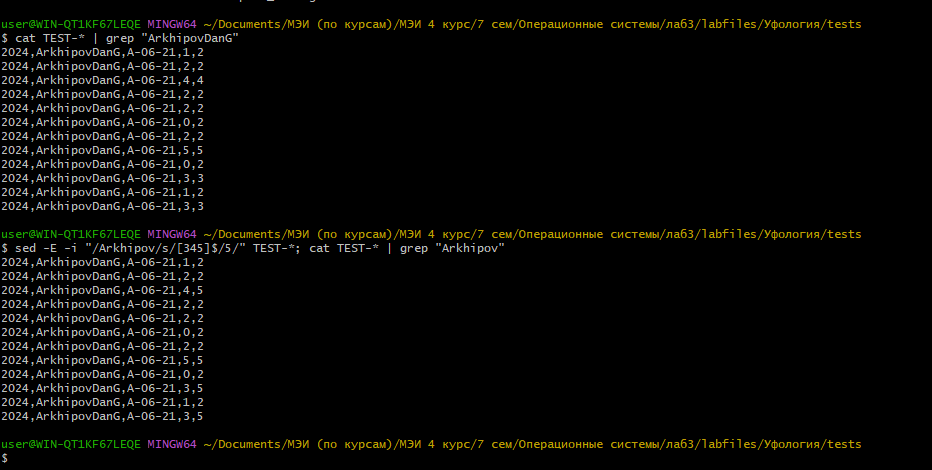 user@WIN-QT1KF67LEQE MINGW64 ~/Documents/МЭИ (по курсам)/МЭИ 4 курс/7 сем/Операционные системы/лаб3/labfiles/Уфология/tests
$ cat TEST-* | grep "ArkhipovDanG"
2024,ArkhipovDanG,A-06-21,1,2
2024,ArkhipovDanG,A-06-21,2,2
2024,ArkhipovDanG,A-06-21,4,4
2024,ArkhipovDanG,A-06-21,2,2
2024,ArkhipovDanG,A-06-21,2,2
2024,ArkhipovDanG,A-06-21,0,2
2024,ArkhipovDanG,A-06-21,2,2
2024,ArkhipovDanG,A-06-21,5,5
2024,ArkhipovDanG,A-06-21,0,2
2024,ArkhipovDanG,A-06-21,3,3
2024,ArkhipovDanG,A-06-21,1,2
2024,ArkhipovDanG,A-06-21,3,3
user@WIN-QT1KF67LEQE MINGW64 ~/Documents/МЭИ (по курсам)/МЭИ 4 курс/7 сем/Операционные системы/лаб3/labfiles/Уфология/tests
$ sed -E -i "/Arkhipov/s/[345]$/5/" TEST-*; cat TEST-* | grep "Arkhipov"
2024,ArkhipovDanG,A-06-21,1,2
2024,ArkhipovDanG,A-06-21,2,2
2024,ArkhipovDanG,A-06-21,4,5
2024,ArkhipovDanG,A-06-21,2,2
2024,ArkhipovDanG,A-06-21,2,2
2024,ArkhipovDanG,A-06-21,0,2
2024,ArkhipovDanG,A-06-21,2,2
2024,ArkhipovDanG,A-06-21,5,5
2024,ArkhipovDanG,A-06-21,0,2
2024,ArkhipovDanG,A-06-21,3,5
2024,ArkhipovDanG,A-06-21,1,2
2024,ArkhipovDanG,A-06-21,3,5
user@WIN-QT1KF67LEQE MINGW64 ~/Documents/МЭИ (по курсам)/МЭИ 4 курс/7 сем/Операционные системы/лаб3/labfiles/Уфология/tests
$